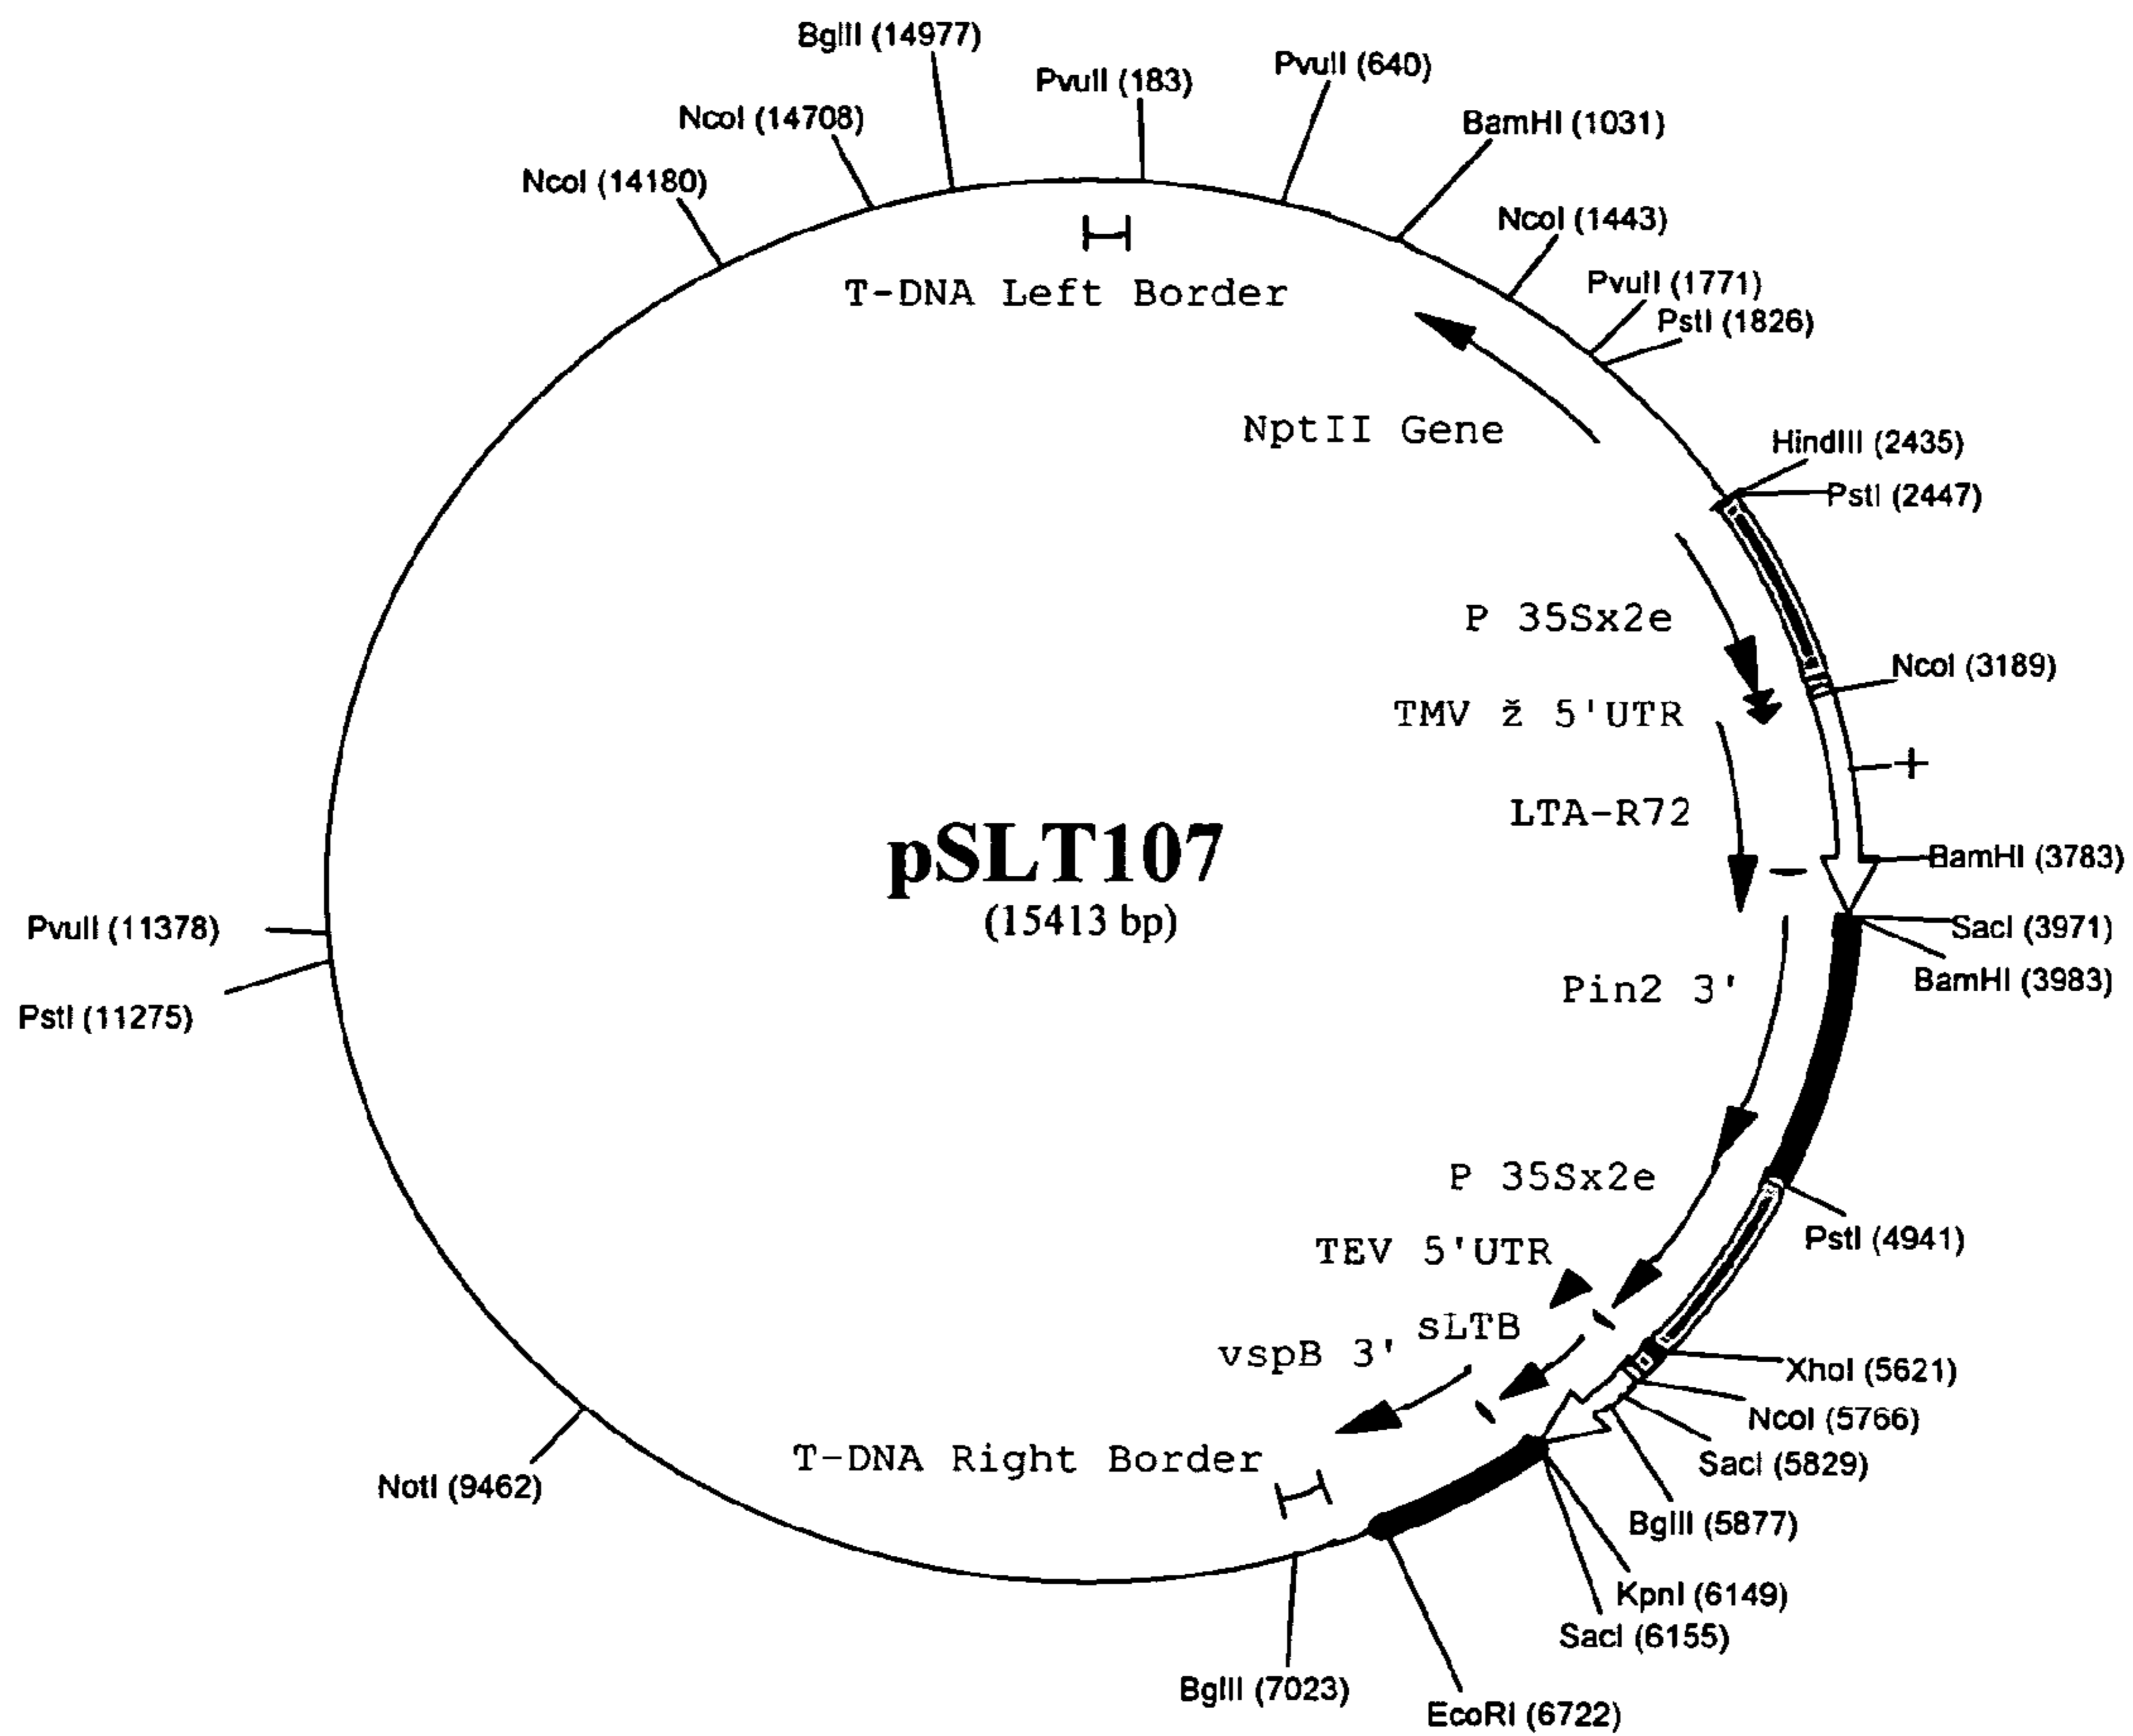 BglII (14977)
PvuII (183)
PvuII (640)
NcoI (14708)
BamHI (1031)
NcoI (14180)
NcoI (1443)
PvuII (1771)
T-DNA Left Border
PstI (1826)
NptII Gene
HindIII (2435)
PstI (2447)
P 35Sx2e
NcoI (3189)
TMV ž 5'UTR
+
LTA-R72
pSLT107
(15413 bp)
BamHI (3783)
SacI (3971)
BamHI (3983)
PvuII (11378)
Pin2 3'
PstI (11275)
P 35Sx2e
PstI (4941)
TEV 5'UTR
sLTB
vspB 3'
XhoI (5621)
NcoI (5766)
T-DNA Right Border
SacI (5829)
NotI (9462)
BglII (5877)
KpnI (6149)
SacI (6155)
BglII (7023)
EcoRI (6722)